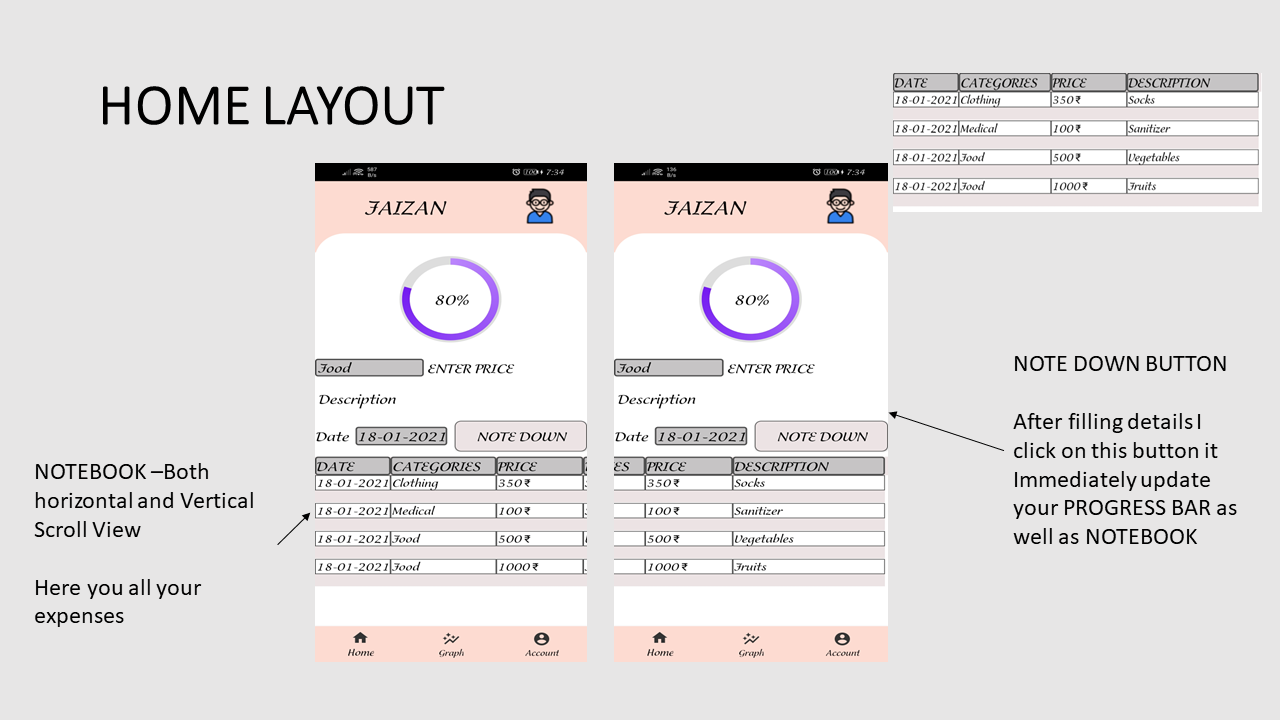 HOME LAYOUT
DATE CATEGORIES PRICE DESCRIPTION
18-01-2021 Clothing 350₹ Socks
18-01-2021 Medical 100₹ Sanitizer
18-01-2021 Food 500₹ Vegetables
18-01-2021 Food 1000₹ Fruits
587 B/s 100 7:34
FAIZAN
80%
Food ENTER PRICE
Description
Date 18-01-2021 NOTE DOWN
DATE CATEGORIES PRICE
18-01-2021 Clothing 350₹
18-01-2021 Medical 100₹
18-01-2021 Food 500₹
18-01-2021 Food 1000₹
Home Graph Account
136 B/s 100 7:34
FAIZAN
80%
Food ENTER PRICE
Description
Date 18-01-2021 NOTE DOWN
ES PRICE DESCRIPTION
350₹ Socks
100₹ Sanitizer
500₹ Vegetables
1000₹ Fruits
Home Graph Account
NOTEBOOK –Both
horizontal and Vertical
Scroll View
Here you all your
expenses
NOTE DOWN BUTTON
After filling details I
click on this button it
Immediately update
your PROGRESS BAR as
well as NOTEBOOK